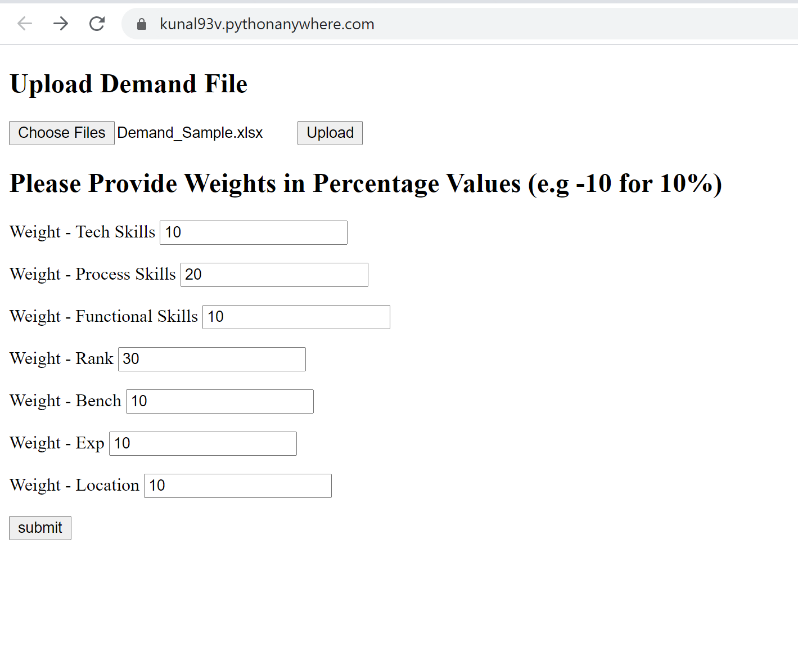 kunal93v.pythonanywhere.com
Upload Demand File
Choose Files Demand_Sample.xlsx Upload
Please Provide Weights in Percentage Values (e.g -10 for 10%)
Weight - Tech Skills 10
Weight - Process Skills 20
Weight - Functional Skills 10
Weight - Rank 30
Weight - Bench 10
Weight - Exp 10
Weight - Location 10
submit